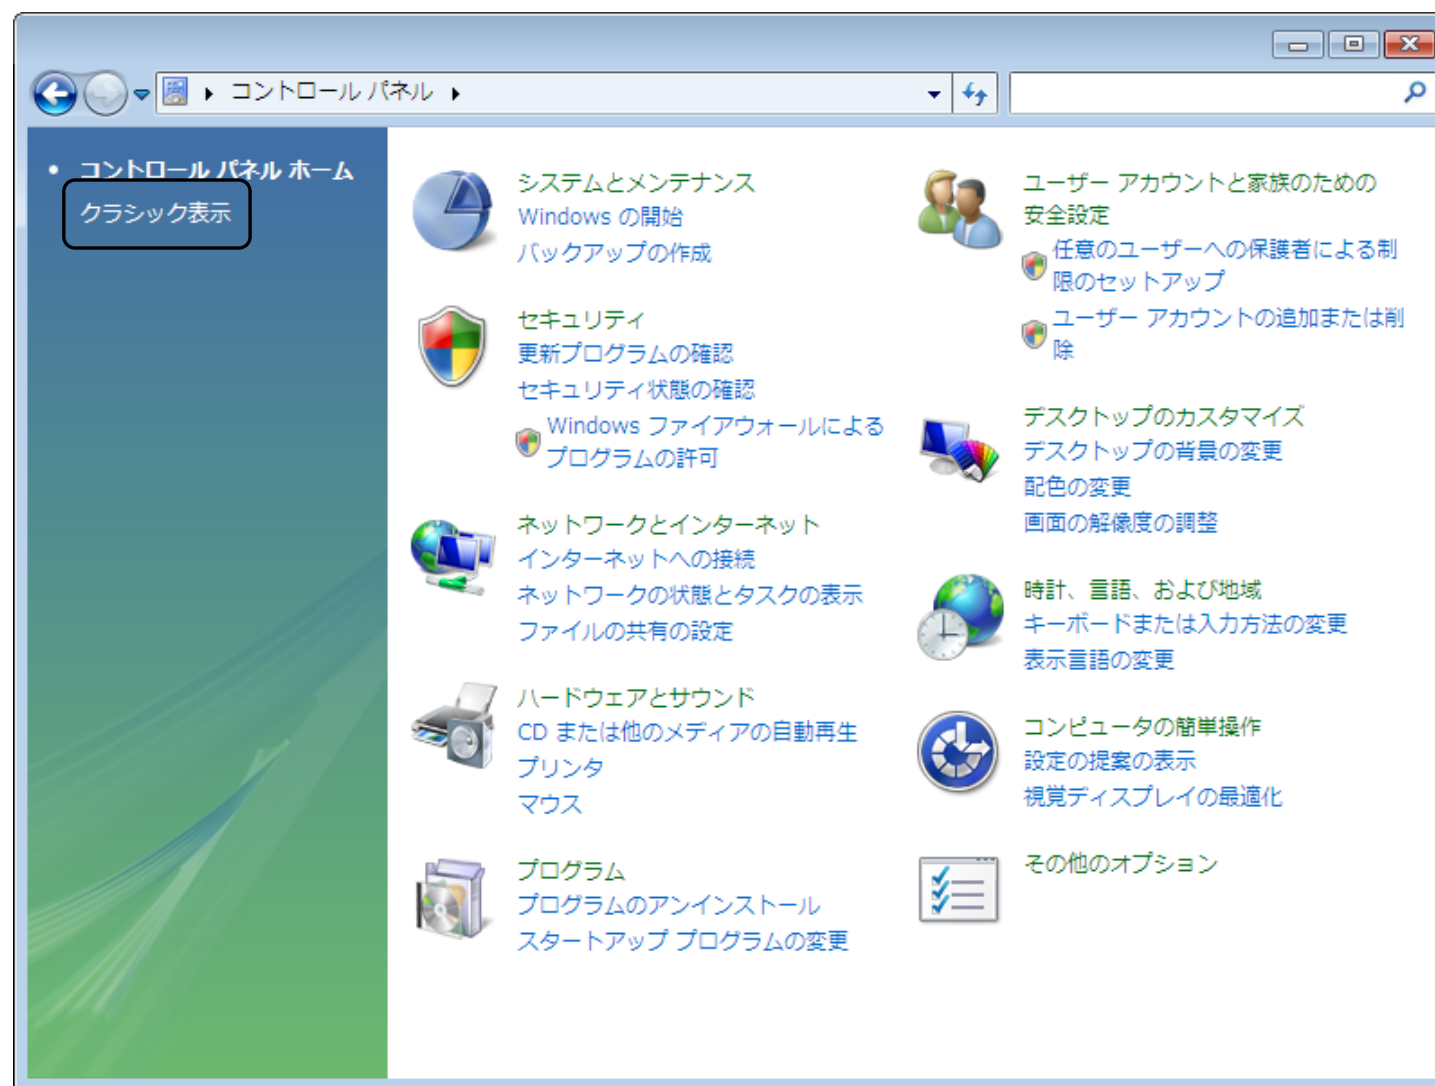 コントロール パネル
コントロール パネル ホーム
クラシック表示
システムとメンテナンス
Windows の開始
バックアップの作成
セキュリティ
更新プログラムの確認
セキュリティ状態の確認
Windows ファイアウォールによる
プログラムの許可
ネットワークとインターネット
インターネットへの接続
ネットワークの状態とタスクの表示
ファイルの共有の設定
ハードウェアとサウンド
CD または他のメディアの自動再生
プリンタ
マウス
プログラム
プログラムのアンインストール
スタートアップ プログラムの変更
ユーザー アカウントと家族のための
安全設定
任意のユーザーへの保護者による制
限のセットアップ
ユーザー アカウントの追加または削
除
デスクトップのカスタマイズ
デスクトップの背景の変更
配色の変更
画面の解像度の調整
時計、言語、および地域
キーボードまたは入力方法の変更
表示言語の変更
コンピュータの簡単操作
設定の提案の表示
視覚ディスプレイの最適化
その他のオプション